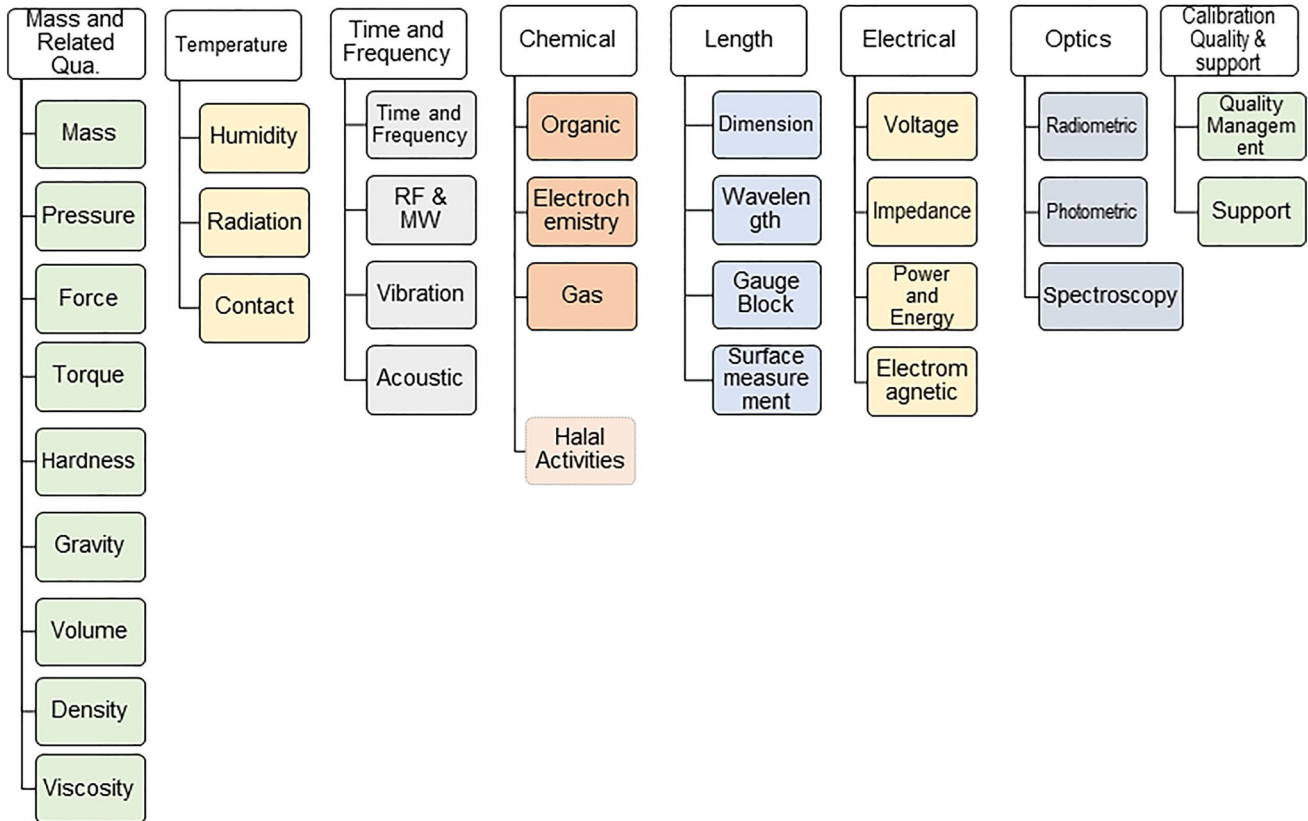 Mass and
Related
Qua.
Mass
Pressure
Force
Torque
Hardness
Gravity
Volume
Density
Viscosity
Temperature
Humidity
Radiation
Contact
Time and
Frequency
Time and
Frequency
RF &
MW
Vibration
Acoustic
Chemical
Organic
Electroch
emistry
Gas
Halal
Activities
Length
Dimension
Wavelen
gth
Gauge
Block
Surface
measure
ment
Electrical
Voltage
Impedance
Power
and
Energy
Electrom
agnetic
Optics
Radiometric
Photometric
Spectroscopy
Calibration
Quality &
support
Quality
Managem
ent
Support